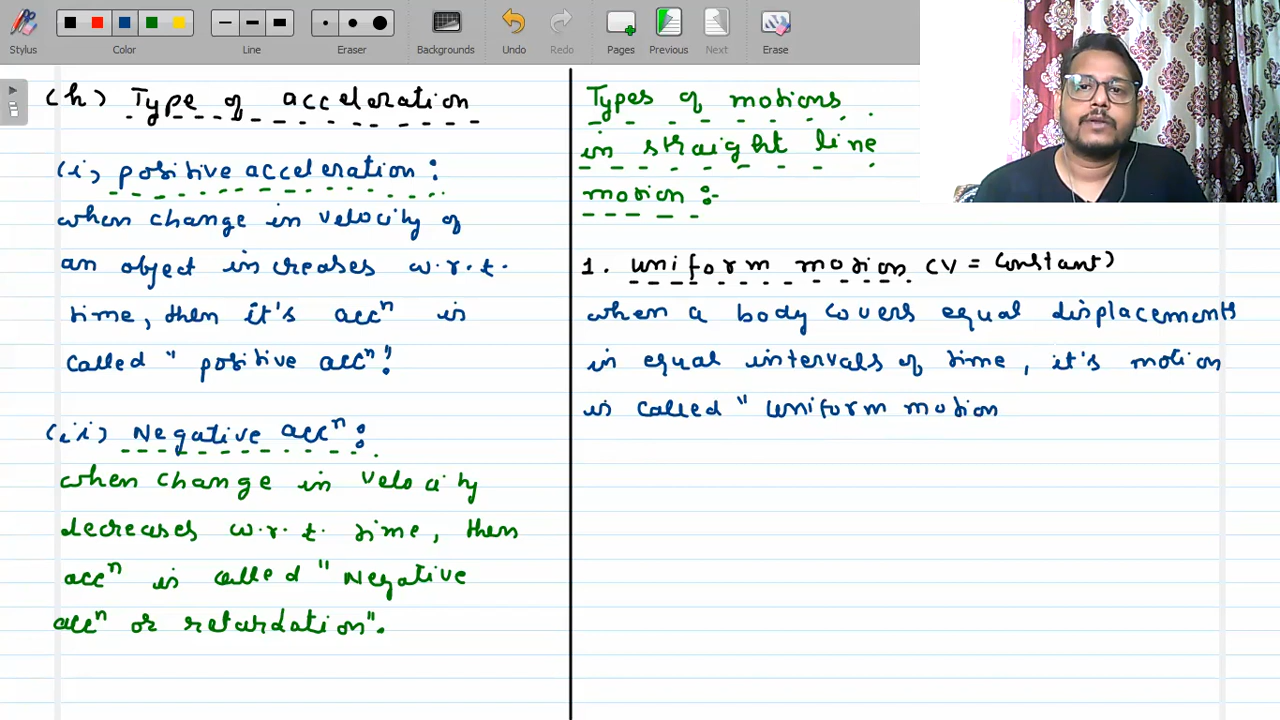 Stylus
Color
Line
Eraser
Backgrounds
Undo
Redo
Pages
Previous
Next
Erase
(h) Type of acceleration
(i) positive acceleration:
when change in velocity of
an object increases w.r.t.
time, then it's accⁿ is
called " positive accⁿ".
(ii) Negative accⁿ:
when change in velocity
decreases w.r.t. time, then
accⁿ is called "Negative
accⁿ or retardation".
Types of motions
in straight line
motion :-
1. uniform motion (v = constant)
when a body covers equal displacements
in equal intervals of time, it's motion
is called " uniform motion